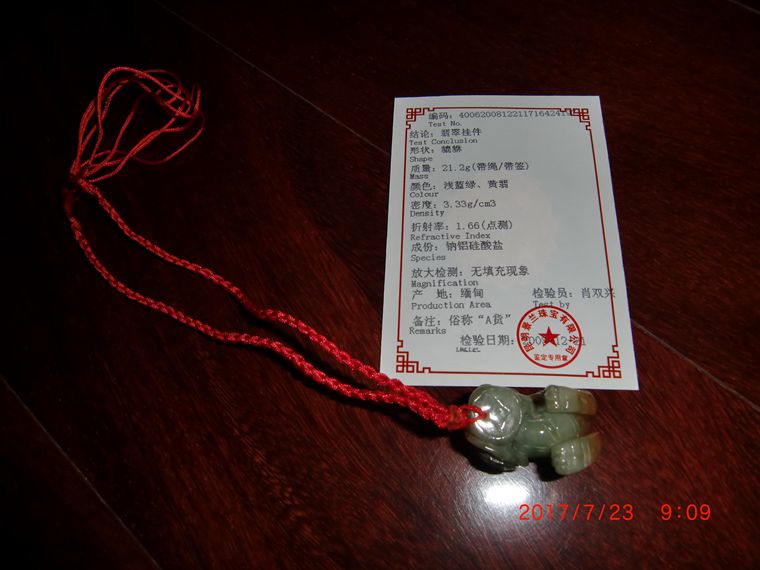 编码：400620081221171642417
Test No.
结论：翡翠挂件
Test Conclusion
形状：貔貅
Shape
质量：21.2g(带绳/带签)
Mass
颜色：浅蓝绿、黄翡
Colour
密度：3.33g/cm3
Density
折射率：1.66(点测)
Refractive Index
成份：钠铝硅酸盐
Species
放大检测：无填充现象
Magnification
产 地：缅甸 检验员：肖双兴
Production Area Test by
备注：俗称“A货”
Remarks
检验日期：
鉴定专用章
2017/7/23 9:09